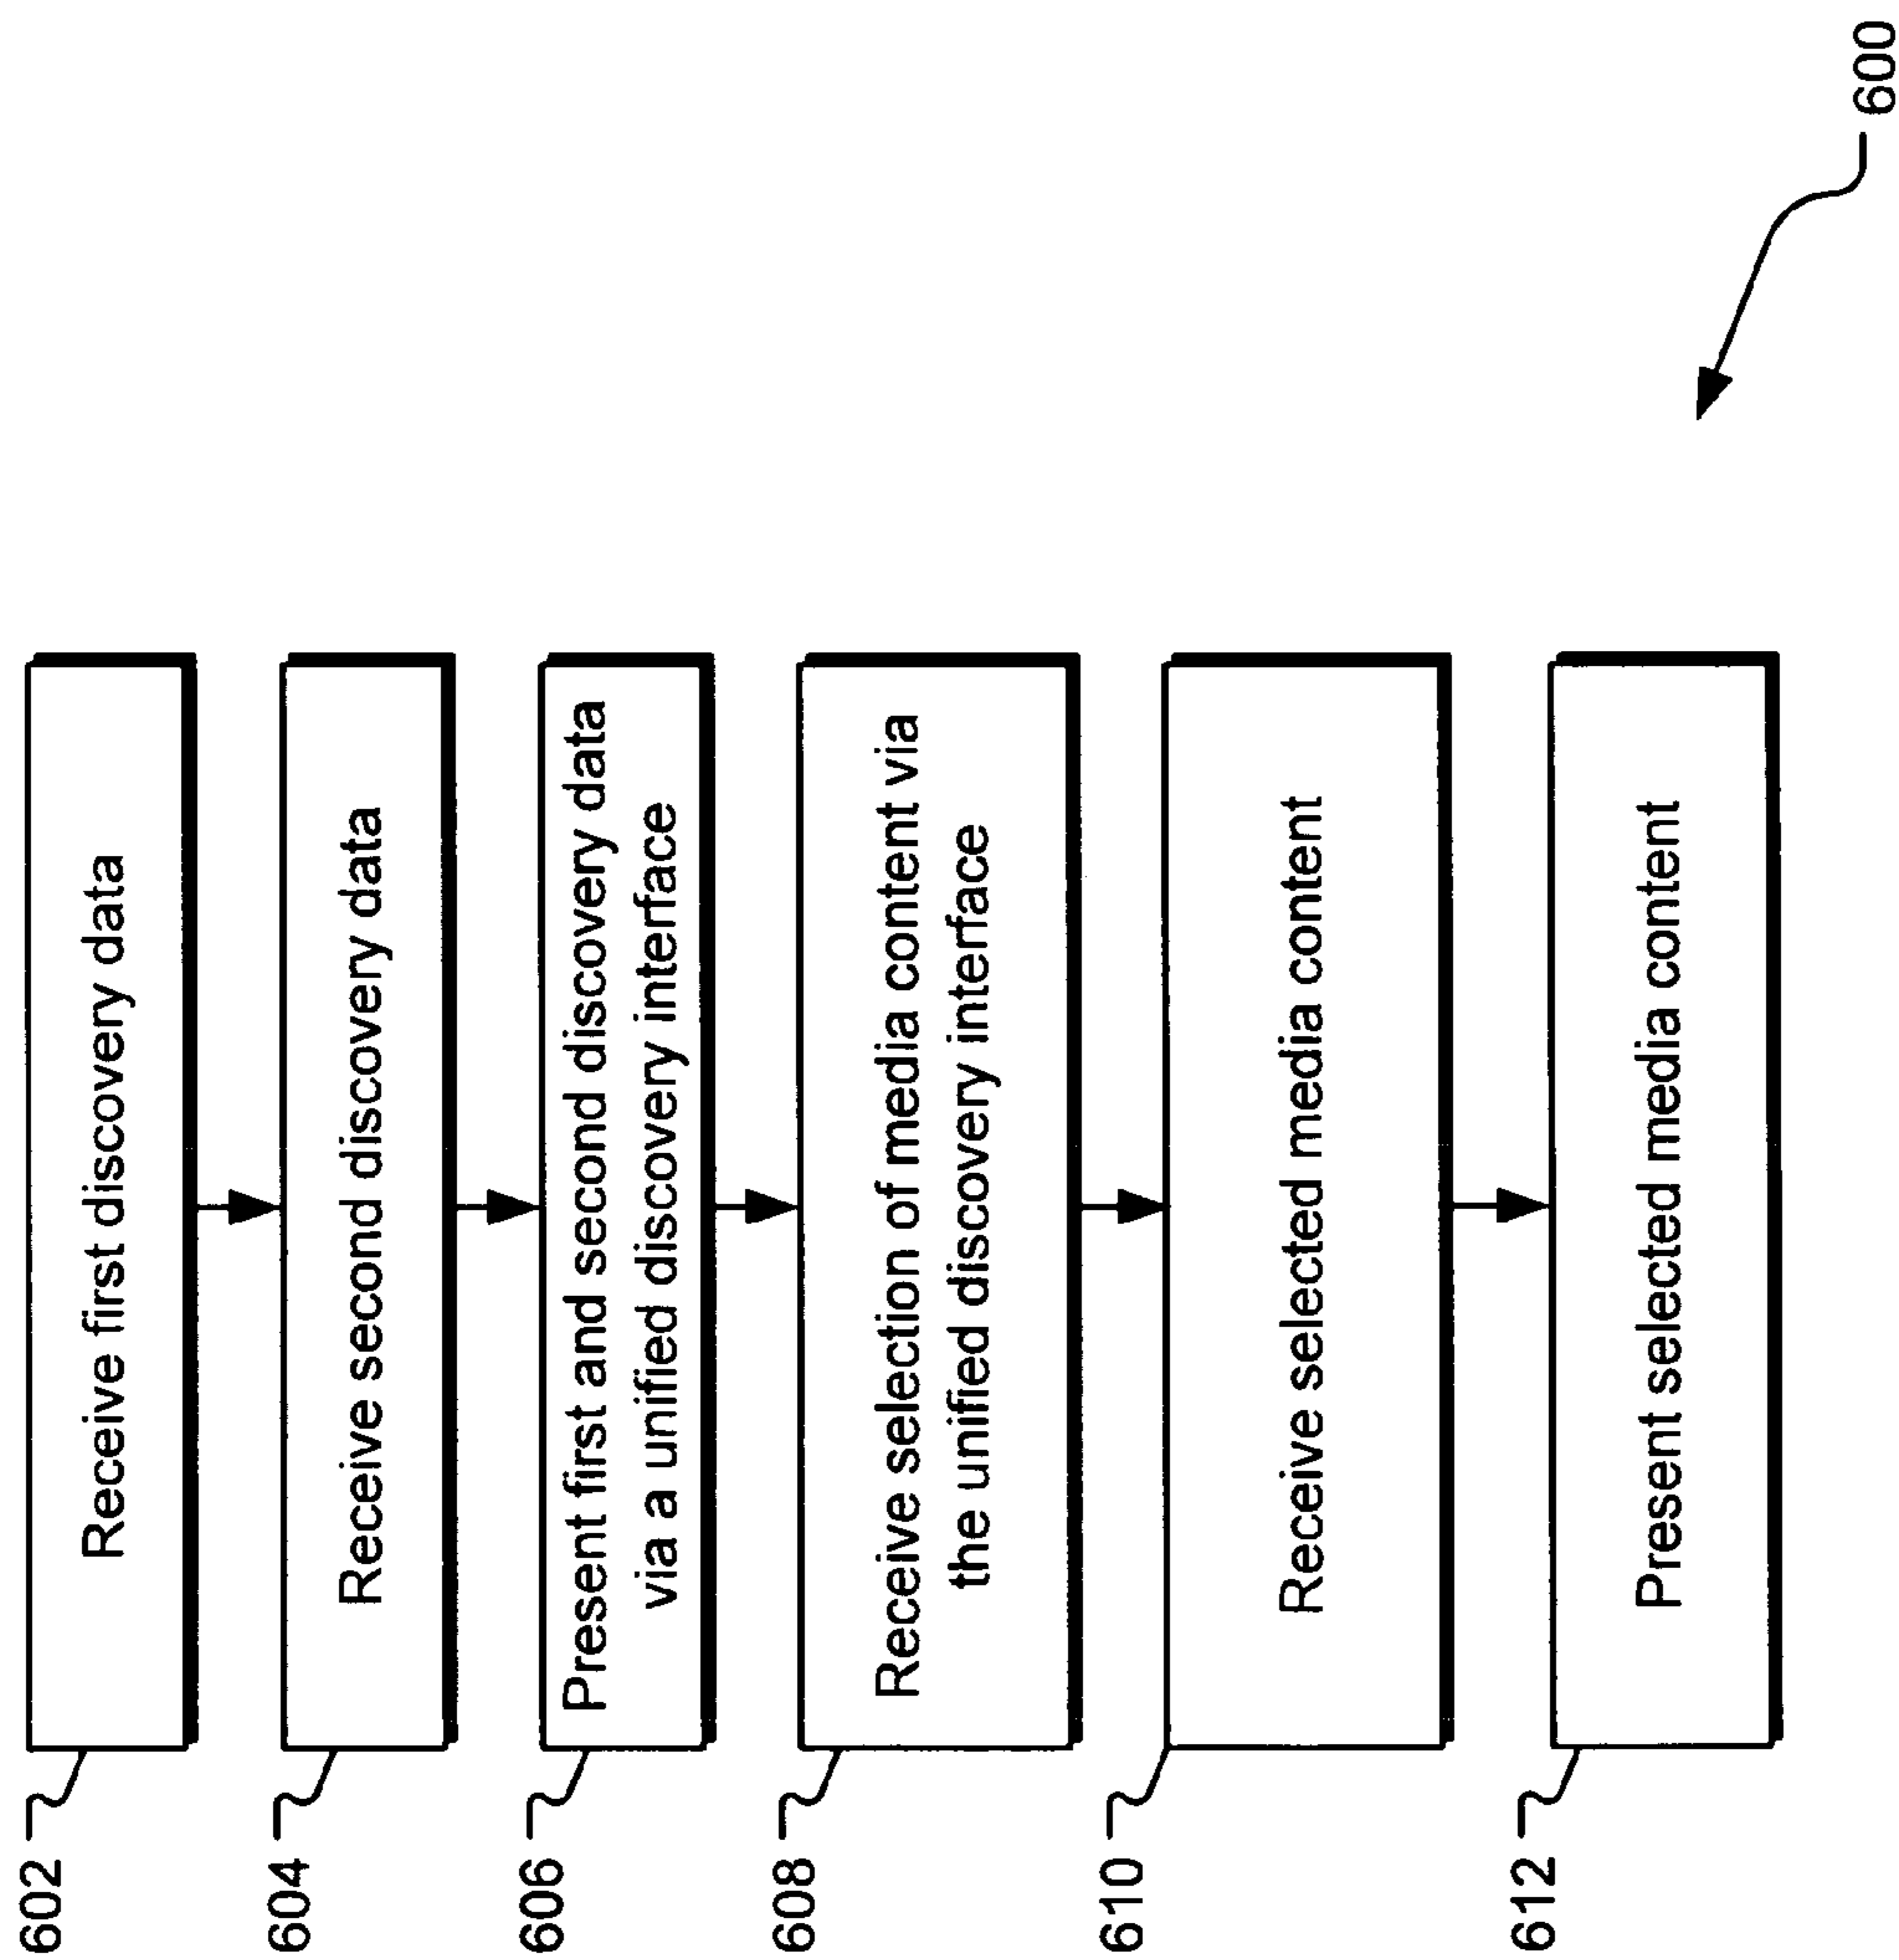 602
Receive first discovery data
604
Receive second discovery data
606
Present first and second discovery data
via a unified discovery interface
608
Receive selection of media content via
the unified discovery interface
610
Receive selected media content
612
Present selected media content
600